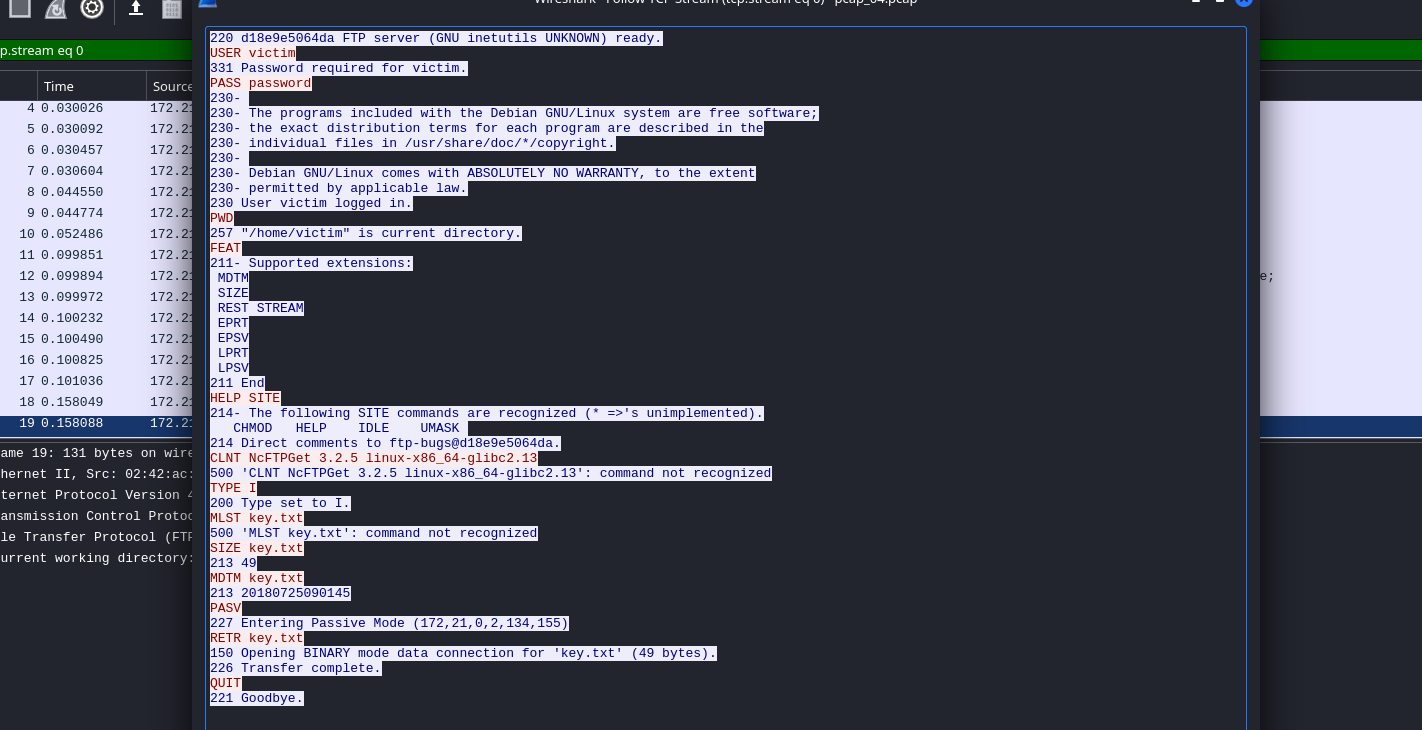 Wireshark · Follow TCP Stream (tcp.stream eq 0) · pcap_04.pcap
p.stream eq 0
Time Source
4 0.030026 172.21
5 0.030092 172.21
6 0.030457 172.21
7 0.030604 172.21
8 0.044550 172.21
9 0.044774 172.21
10 0.052486 172.21
11 0.099851 172.21
12 0.099894 172.21 e;
13 0.099972 172.21
14 0.100232 172.21
15 0.100490 172.21
16 0.100825 172.21
17 0.101036 172.21
18 0.158049 172.21
19 0.158088 172.21
ame 19: 131 bytes on wire
hernet II, Src: 02:42:ac:
ternet Protocol Version 4
ansmission Control Protoc
le Transfer Protocol (FTP
urrent working directory:
220 d18e9e5064da FTP server (GNU inetutils UNKNOWN) ready.
USER victim
331 Password required for victim.
PASS password
230-
230- The programs included with the Debian GNU/Linux system are free software;
230- the exact distribution terms for each program are described in the
230- individual files in /usr/share/doc/*/copyright.
230-
230- Debian GNU/Linux comes with ABSOLUTELY NO WARRANTY, to the extent
230- permitted by applicable law.
230 User victim logged in.
PWD
257 "/home/victim" is current directory.
FEAT
211- Supported extensions:
MDTM
SIZE
REST STREAM
EPRT
EPSV
LPRT
LPSV
211 End
HELP SITE
214- The following SITE commands are recognized (* =>'s unimplemented).
CHMOD HELP IDLE UMASK
214 Direct comments to ftp-bugs@d18e9e5064da.
CLNT NcFTPGet 3.2.5 linux-x86_64-glibc2.13
500 'CLNT NcFTPGet 3.2.5 linux-x86_64-glibc2.13': command not recognized
TYPE I
200 Type set to I.
MLST key.txt
500 'MLST key.txt': command not recognized
SIZE key.txt
213 49
MDTM key.txt
213 20180725090145
PASV
227 Entering Passive Mode (172,21,0,2,134,155)
RETR key.txt
150 Opening BINARY mode data connection for 'key.txt' (49 bytes).
226 Transfer complete.
QUIT
221 Goodbye.